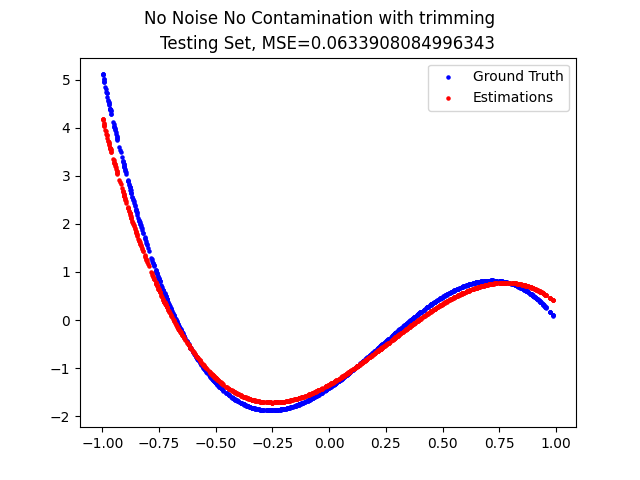 No Noise No Contamination with trimming
Testing Set, MSE=0.0633908084996343
Ground Truth
Estimations
5
4
3
2
1
0
−1
−2
−1.00 −0.75 −0.50 −0.25 0.00 0.25 0.50 0.75 1.00